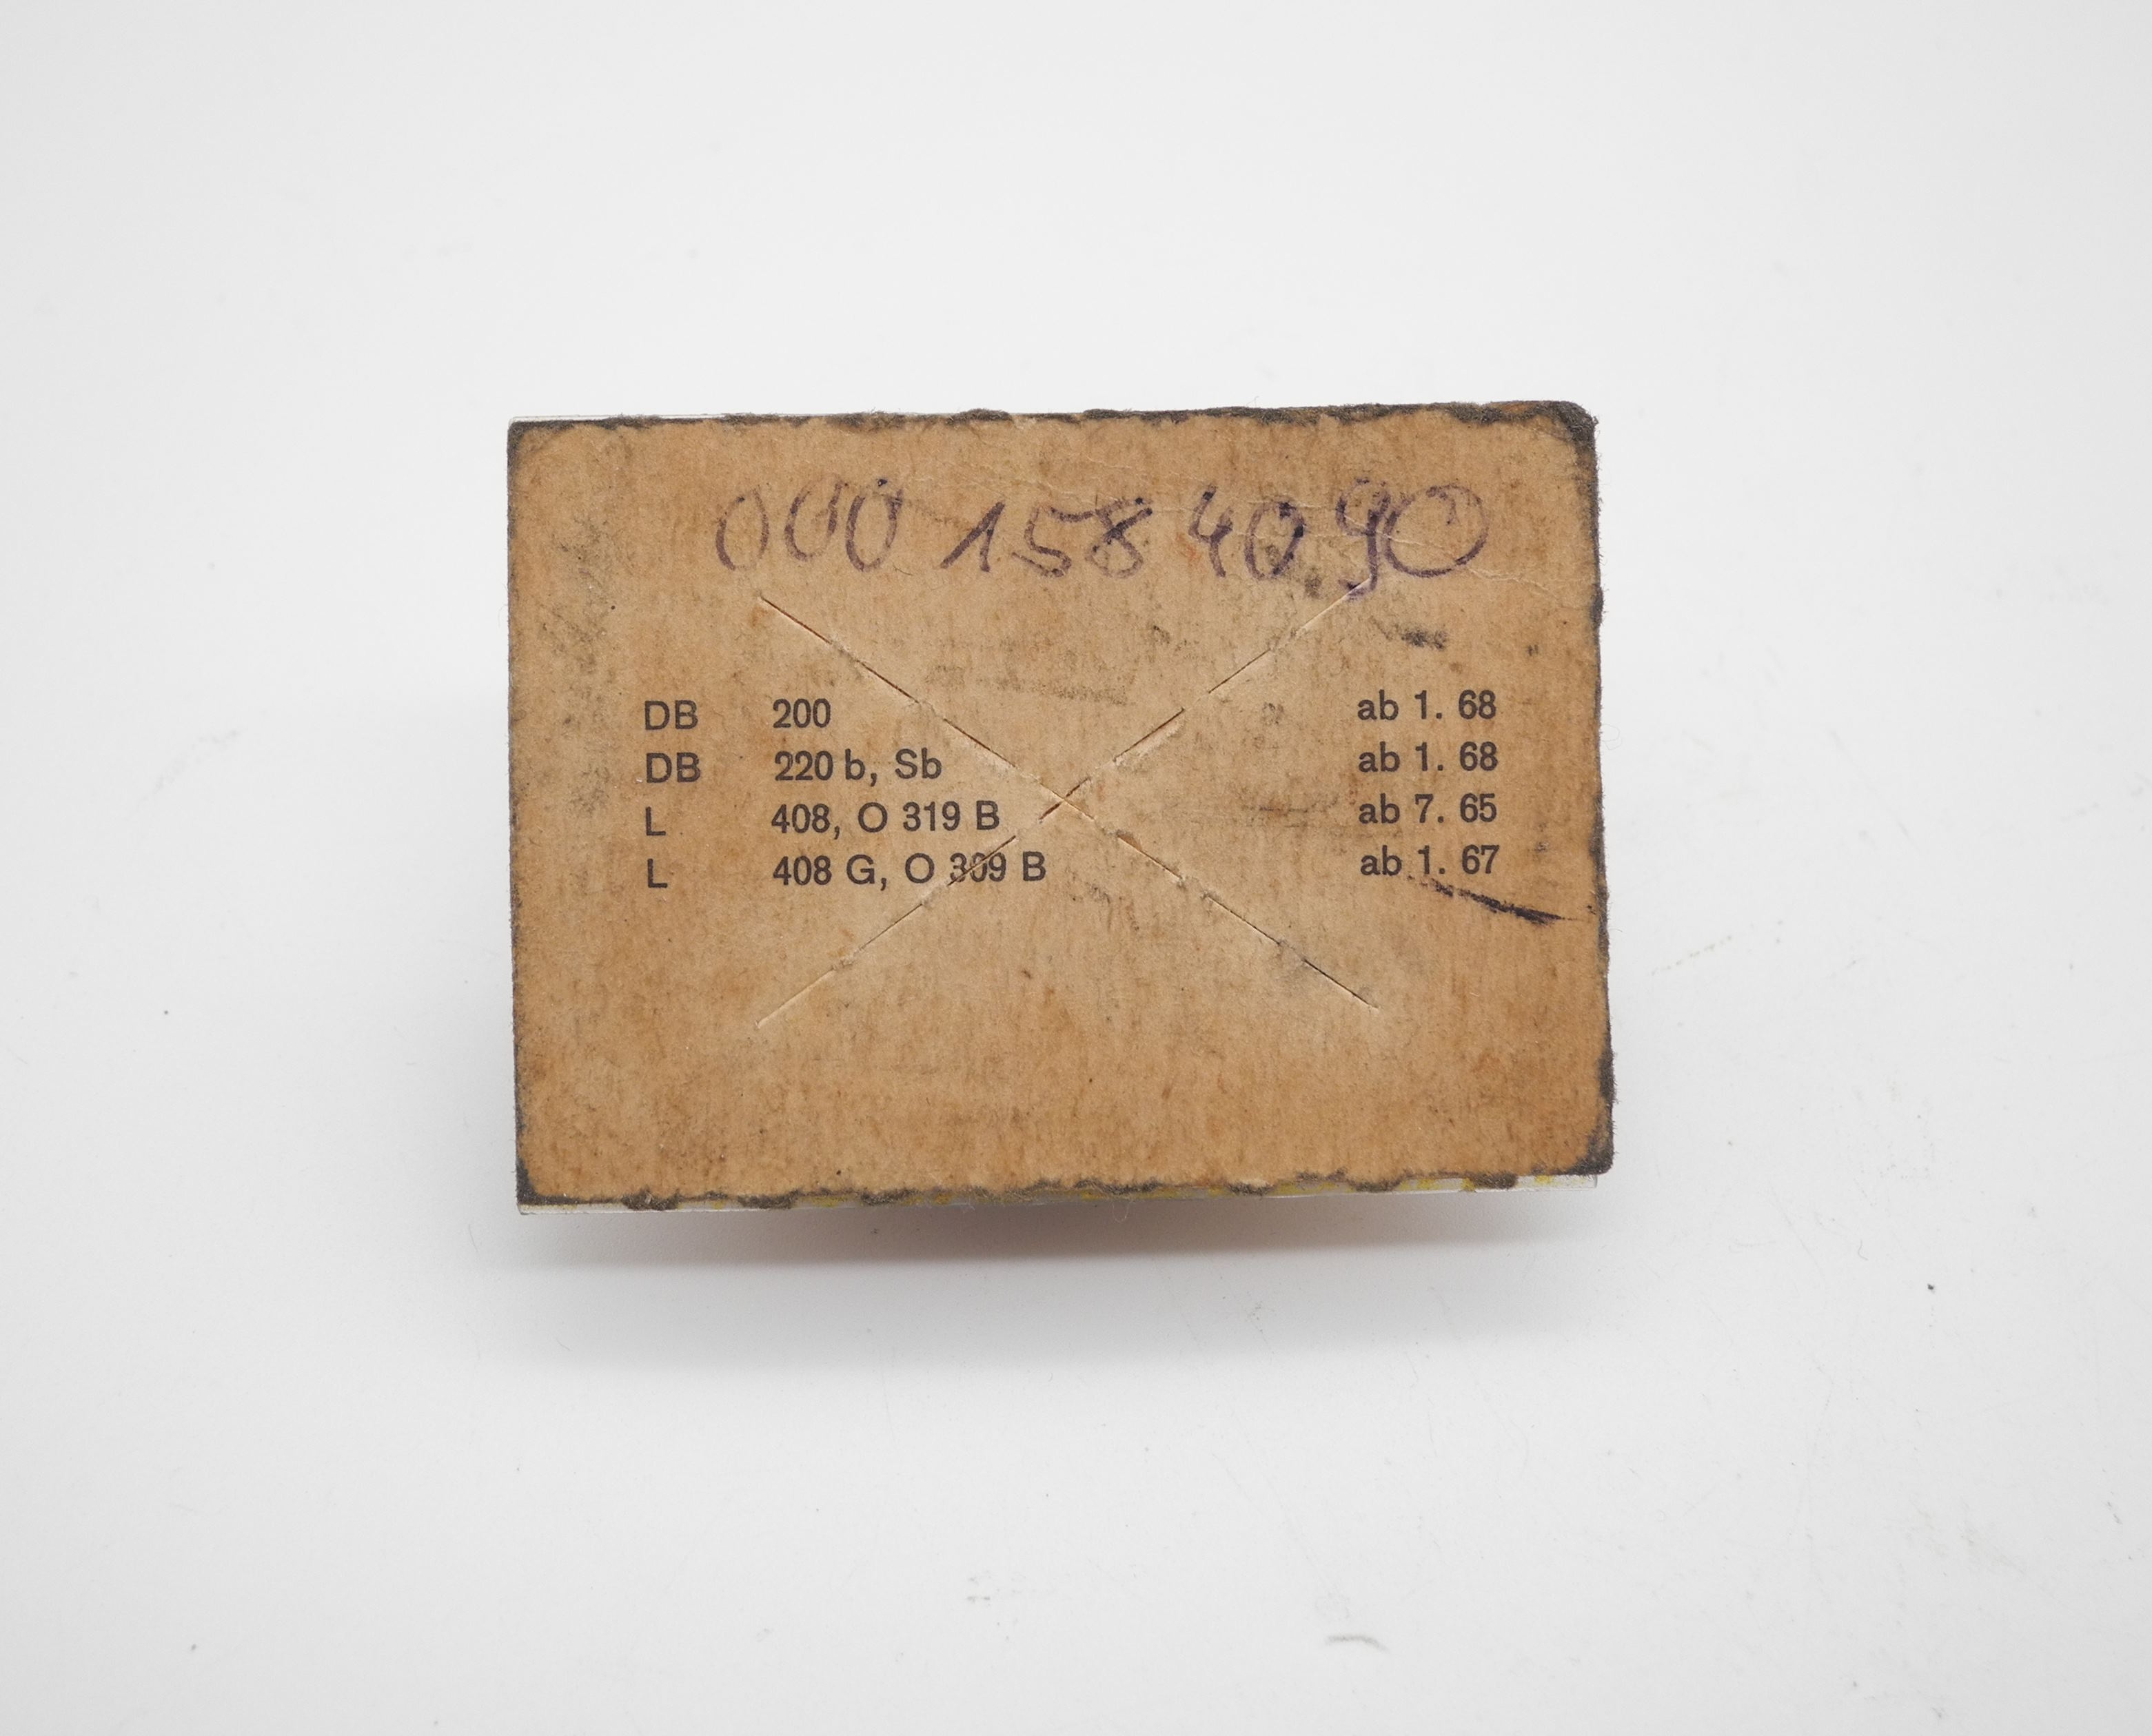 000 158 40 90
DB 200 ab 1. 68
DB 220 b, Sb ab 1. 68
L 408, O 319 B ab 7. 65
L 408 G, O 309 B ab 1. 67